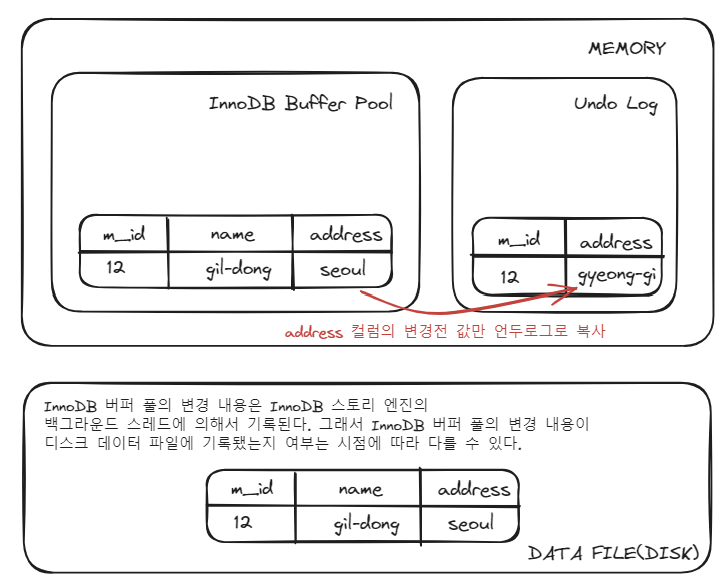 MEMORY
InnoDB Buffer Pool
Undo Log
m_id name address
12 gil-dong seoul
m_id address
12 gyeong-gi
address 컬럼의 변경전 값만 언두로그로 복사
InnoDB 버퍼 풀의 변경 내용은 InnoDB 스토리 엔진의
백그라운드 스레드에 의해서 기록된다. 그래서 InnoDB 버퍼 풀의 변경 내용이
디스크 데이터 파일에 기록됐는지 여부는 시점에 따라 다를 수 있다.
m_id name address
12 gil-dong seoul
DATA FILE(DISK)